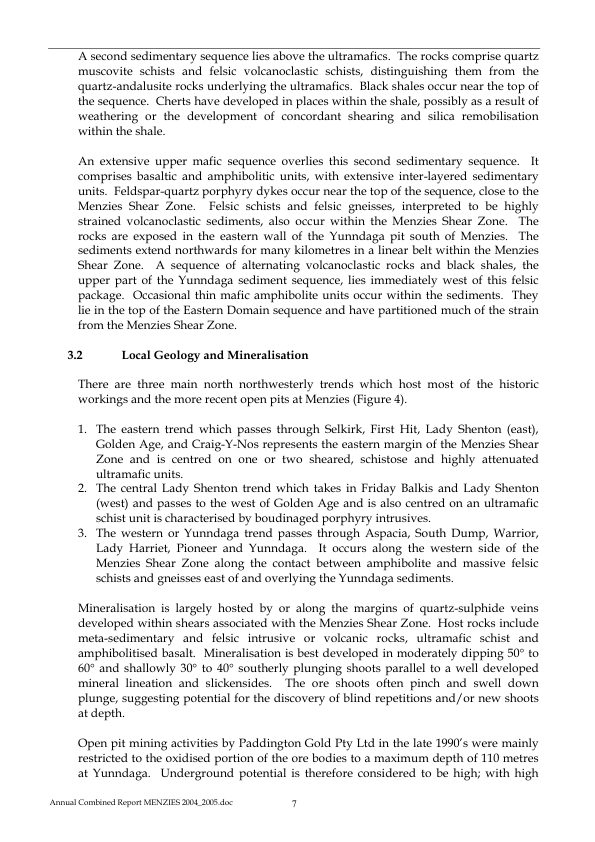 A second sedimentary sequence lies above the ultramafics. The rocks comprise quartz
muscovite schists and felsic volcanoclastic schists, distinguishing them from the
quartz-andalusite rocks underlying the ultramafics. Black shales occur near the top of
the sequence. Cherts have developed in places within the shale, possibly as a result of
weathering or the development of concordant shearing and silica remobilisation
within the shale.
An extensive upper mafic sequence overlies this second sedimentary sequence. It
comprises basaltic and amphibolitic units, with extensive inter-layered sedimentary
units. Feldspar-quartz porphyry dykes occur near the top of the sequence, close to the
Menzies Shear Zone. Felsic schists and felsic gneisses, interpreted to be highly
strained volcanoclastic sediments, also occur within the Menzies Shear Zone. The
rocks are exposed in the eastern wall of the Yunndaga pit south of Menzies. The
sediments extend northwards for many kilometres in a linear belt within the Menzies
Shear Zone. A sequence of alternating volcanoclastic rocks and black shales, the
upper part of the Yunndaga sediment sequence, lies immediately west of this felsic
package. Occasional thin mafic amphibolite units occur within the sediments. They
lie in the top of the Eastern Domain sequence and have partitioned much of the strain
from the Menzies Shear Zone.
3.2 Local Geology and Mineralisation
There are three main north northwesterly trends which host most of the historic
workings and the more recent open pits at Menzies (Figure 4).
1. The eastern trend which passes through Selkirk, First Hit, Lady Shenton (east),
Golden Age, and Craig-Y-Nos represents the eastern margin of the Menzies Shear
Zone and is centred on one or two sheared, schistose and highly attenuated
ultramafic units.
2. The central Lady Shenton trend which takes in Friday Balkis and Lady Shenton
(west) and passes to the west of Golden Age and is also centred on an ultramafic
schist unit is characterised by boudinaged porphyry intrusives.
3. The western or Yunndaga trend passes through Aspacia, South Dump, Warrior,
Lady Harriet, Pioneer and Yunndaga. It occurs along the western side of the
Menzies Shear Zone along the contact between amphibolite and massive felsic
schists and gneisses east of and overlying the Yunndaga sediments.
Mineralisation is largely hosted by or along the margins of quartz-sulphide veins
developed within shears associated with the Menzies Shear Zone. Host rocks include
meta-sedimentary and felsic intrusive or volcanic rocks, ultramafic schist and
amphibolitised basalt. Mineralisation is best developed in moderately dipping 50° to
60° and shallowly 30° to 40° southerly plunging shoots parallel to a well developed
mineral lineation and slickensides. The ore shoots often pinch and swell down
plunge, suggesting potential for the discovery of blind repetitions and/or new shoots
at depth.
Open pit mining activities by Paddington Gold Pty Ltd in the late 1990's were mainly
restricted to the oxidised portion of the ore bodies to a maximum depth of 110 metres
at Yunndaga. Underground potential is therefore considered to be high; with high
Annual Combined Report MENZIES 2004_2005.doc 7